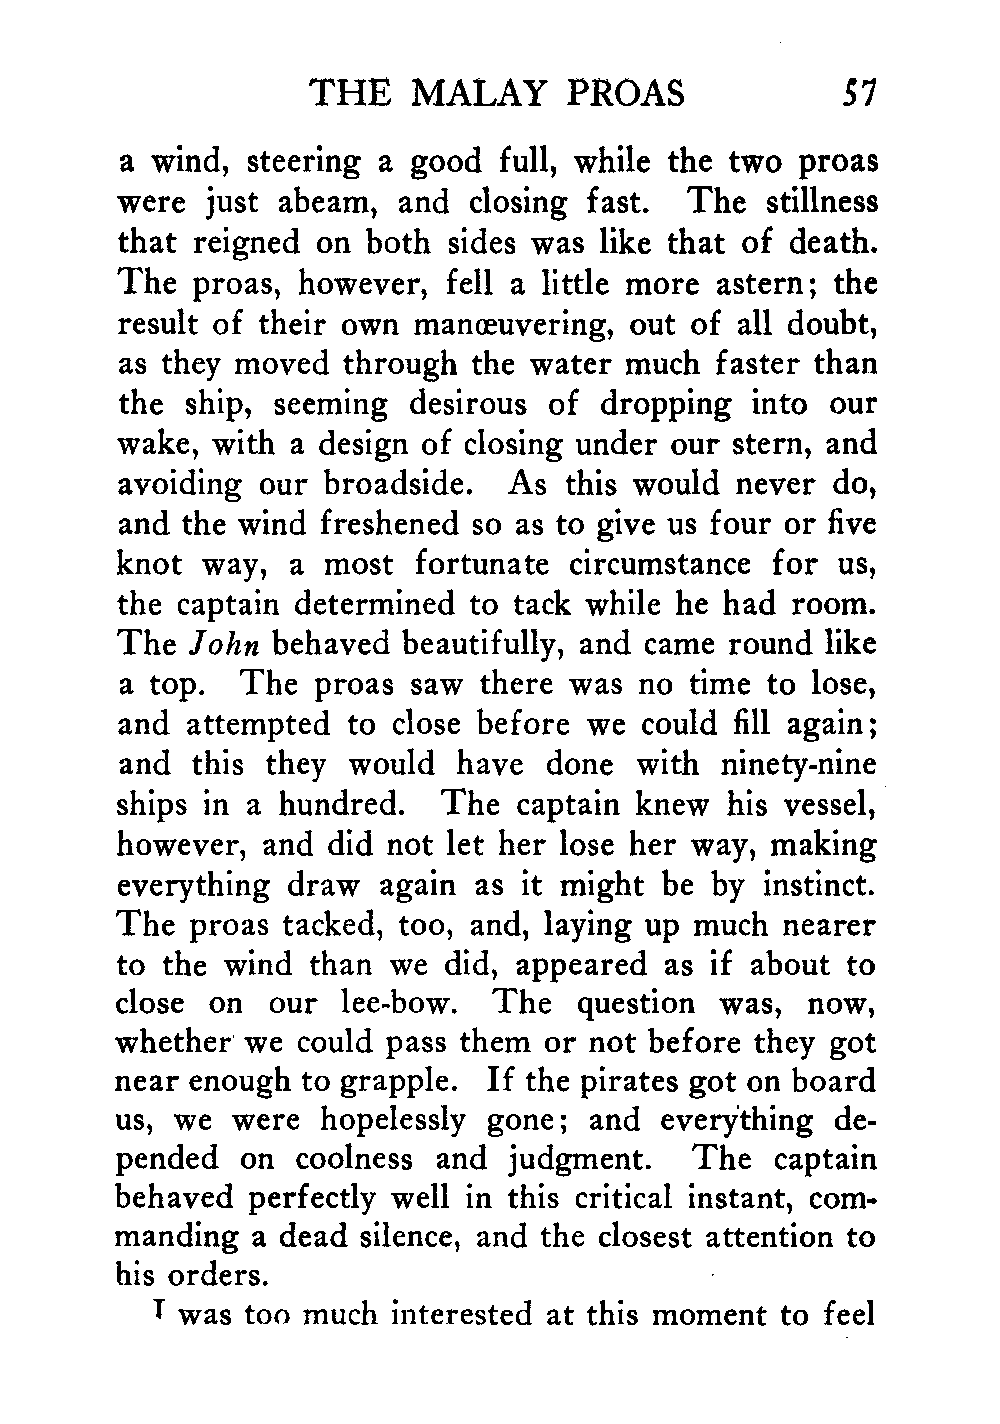 THE MALAY PROAS 57
a wind, steering a good full, while the two proas
were just abeam, and closing fast. The stillness
that reigned on both sides was like that of death.
The proas, however, fell a little more astern; the
result of their own manœuvering, out of all doubt,
as they moved through the water much faster than
the ship, seeming desirous of dropping into our
wake, with a design of closing under our stern, and
avoiding our broadside. As this would never do,
and the wind freshened so as to give us four or five
knot way, a most fortunate circumstance for us,
the captain determined to tack while he had room.
The John behaved beautifully, and came round like
a top. The proas saw there was no time to lose,
and attempted to close before we could fill again;
and this they would have done with ninety-nine
ships in a hundred. The captain knew his vessel,
however, and did not let her lose her way, making
everything draw again as it might be by instinct.
The proas tacked, too, and, laying up much nearer
to the wind than we did, appeared as if about to
close on our lee-bow. The question was, now,
whether we could pass them or not before they got
near enough to grapple. If the pirates got on board
us, we were hopelessly gone; and everything de-
pended on coolness and judgment. The captain
behaved perfectly well in this critical instant, com-
manding a dead silence, and the closest attention to
his orders.
I was too much interested at this moment to feel